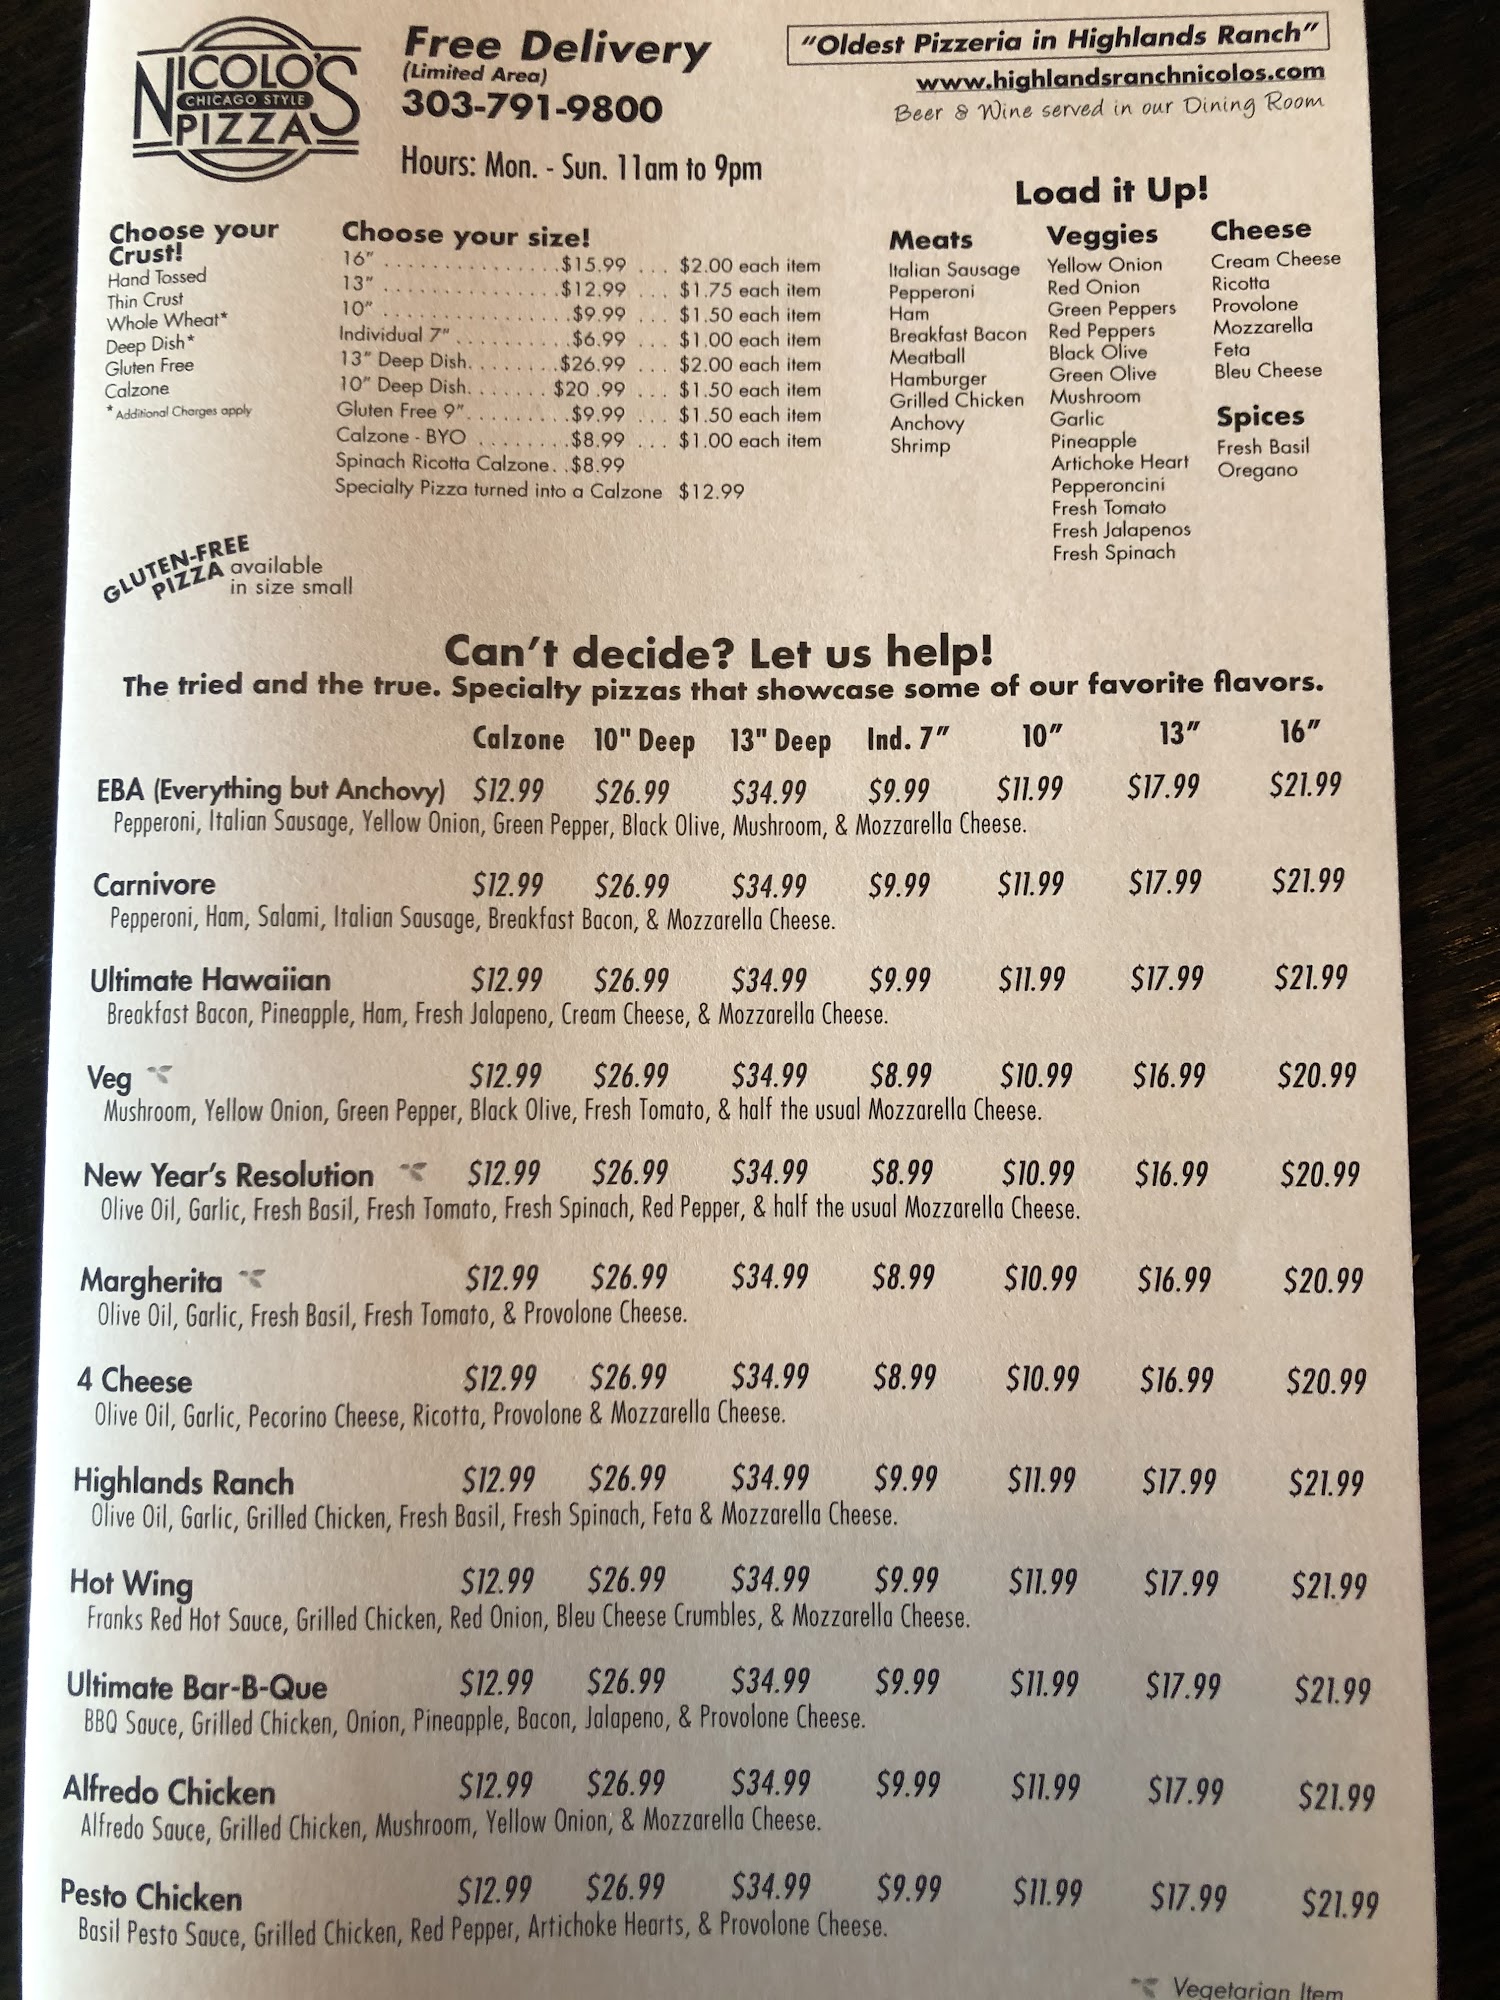 NICOLO'S
CHICAGO STYLE
PIZZA
Free Delivery
(Limited Area)
303-791-9800
Hours: Mon. - Sun. 11am to 9pm
"Oldest Pizzeria in Highlands Ranch"
www.highlandsranchnicolos.com
Beer & Wine served in our Dining Room
Choose your
Crust!
Hand Tossed
Thin Crust
Whole Wheat*
Deep Dish*
Gluten Free
Calzone
*Additional Charges apply
Choose your size!
16" ................$15.99 ... $2.00 each item
13" ................$12.99 ... $1.75 each item
10" ..................$9.99 ... $1.50 each item
Individual 7" ..........$6.99 ... $1.00 each item
13" Deep Dish........$26.99 ... $2.00 each item
10" Deep Dish....... $20 .99 ... $1.50 each item
Gluten Free 9".........$9.99 ... $1.50 each item
Calzone - BYO ........$8.99 ... $1.00 each item
Spinach Ricotta Calzone. .$8.99
Specialty Pizza turned into a Calzone $12.99
Load it Up!
Meats
Italian Sausage
Pepperoni
Ham
Breakfast Bacon
Meatball
Hamburger
Grilled Chicken
Anchovy
Shrimp
Veggies
Yellow Onion
Red Onion
Green Peppers
Red Peppers
Black Olive
Green Olive
Mushroom
Garlic
Pineapple
Artichoke Heart
Pepperoncini
Fresh Tomato
Fresh Jalapenos
Fresh Spinach
Cheese
Cream Cheese
Ricotta
Provolone
Mozzarella
Feta
Bleu Cheese
Spices
Fresh Basil
Oregano
GLUTEN-FREE
PIZZA available
in size small
Can't decide? Let us help!
The tried and the true. Specialty pizzas that showcase some of our favorite flavors.
Calzone 10" Deep 13" Deep Ind. 7" 10" 13" 16"
EBA (Everything but Anchovy) $12.99 $26.99 $34.99 $9.99 $11.99 $17.99 $21.99
Pepperoni, Italian Sausage, Yellow Onion, Green Pepper, Black Olive, Mushroom, & Mozzarella Cheese.
Carnivore $12.99 $26.99 $34.99 $9.99 $11.99 $17.99 $21.99
Pepperoni, Ham, Salami, Italian Sausage, Breakfast Bacon, & Mozzarella Cheese.
Ultimate Hawaiian $12.99 $26.99 $34.99 $9.99 $11.99 $17.99 $21.99
Breakfast Bacon, Pineapple, Ham, Fresh Jalapeno, Cream Cheese, & Mozzarella Cheese.
Veg $12.99 $26.99 $34.99 $8.99 $10.99 $16.99 $20.99
Mushroom, Yellow Onion, Green Pepper, Black Olive, Fresh Tomato, & half the usual Mozzarella Cheese.
New Year's Resolution $12.99 $26.99 $34.99 $8.99 $10.99 $16.99 $20.99
Olive Oil, Garlic, Fresh Basil, Fresh Tomato, Fresh Spinach, Red Pepper, & half the usual Mozzarella Cheese.
Margherita $12.99 $26.99 $34.99 $8.99 $10.99 $16.99 $20.99
Olive Oil, Garlic, Fresh Basil, Fresh Tomato, & Provolone Cheese.
4 Cheese $12.99 $26.99 $34.99 $8.99 $10.99 $16.99 $20.99
Olive Oil, Garlic, Pecorino Cheese, Ricotta, Provolone & Mozzarella Cheese.
Highlands Ranch $12.99 $26.99 $34.99 $9.99 $11.99 $17.99 $21.99
Olive Oil, Garlic, Grilled Chicken, Fresh Basil, Fresh Spinach, Feta & Mozzarella Cheese.
Hot Wing $12.99 $26.99 $34.99 $9.99 $11.99 $17.99 $21.99
Franks Red Hot Sauce, Grilled Chicken, Red Onion, Bleu Cheese Crumbles, & Mozzarella Cheese.
Ultimate Bar-B-Que $12.99 $26.99 $34.99 $9.99 $11.99 $17.99 $21.99
BBQ Sauce, Grilled Chicken, Onion, Pineapple, Bacon, Jalapeno, & Provolone Cheese.
Alfredo Chicken $12.99 $26.99 $34.99 $9.99 $11.99 $17.99 $21.99
Alfredo Sauce, Grilled Chicken, Mushroom, Yellow Onion, & Mozzarella Cheese.
Pesto Chicken $12.99 $26.99 $34.99 $9.99 $11.99 $17.99 $21.99
Basil Pesto Sauce, Grilled Chicken, Red Pepper, Artichoke Hearts, & Provolone Cheese.
Vegetarian Item